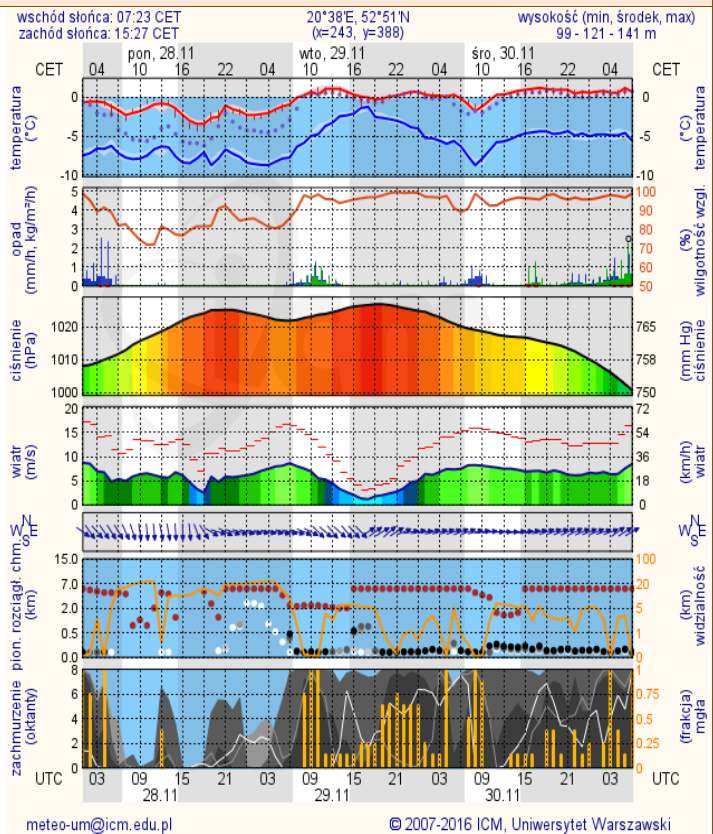 wschód słońca: 07:23 CET 20°38'E, 52°51'N wysokość (min, środek, max)
zachód słońca: 15:27 CET (x=243, y=388) 99 - 121 - 141 m
pon, 28.11 wto, 29.11 śro, 30.11
CET 04 10 16 22 04 10 16 22 04 10 16 22 04 CET
temperatura
(°C)
0
-5
-10
0
-5
-10
(°C)
temperatura
opad
(mm/h, kg/m²/h)
5
4
3
2
1
0
100
90
80
70
60
50
(%)
wilgotność wzgl.
ciśnienie
(hPa)
1020
1010
1000
765
758
750
(mm Hg)
ciśnienie
wiatr
(m/s)
20
15
10
5
0
72
54
36
18
0
(km/h)
wiatr
N
W E
S
N
W E
S
pion. rozciągł. chm.
(km)
15.0
7.0
2.0
0.5
0.0
100
20
5
1
0
(km)
widzialność
zachmurzenie
(oktanty)
8
6
4
2
0
1
0.75
0.5
0.25
0
(frakcja)
mgła
UTC 03 09 15 21 03 09 15 21 03 09 15 21 03 UTC
28.11 29.11 30.11
meteo-um@icm.edu.pl © 2007-2016 ICM, Uniwersytet Warszawski